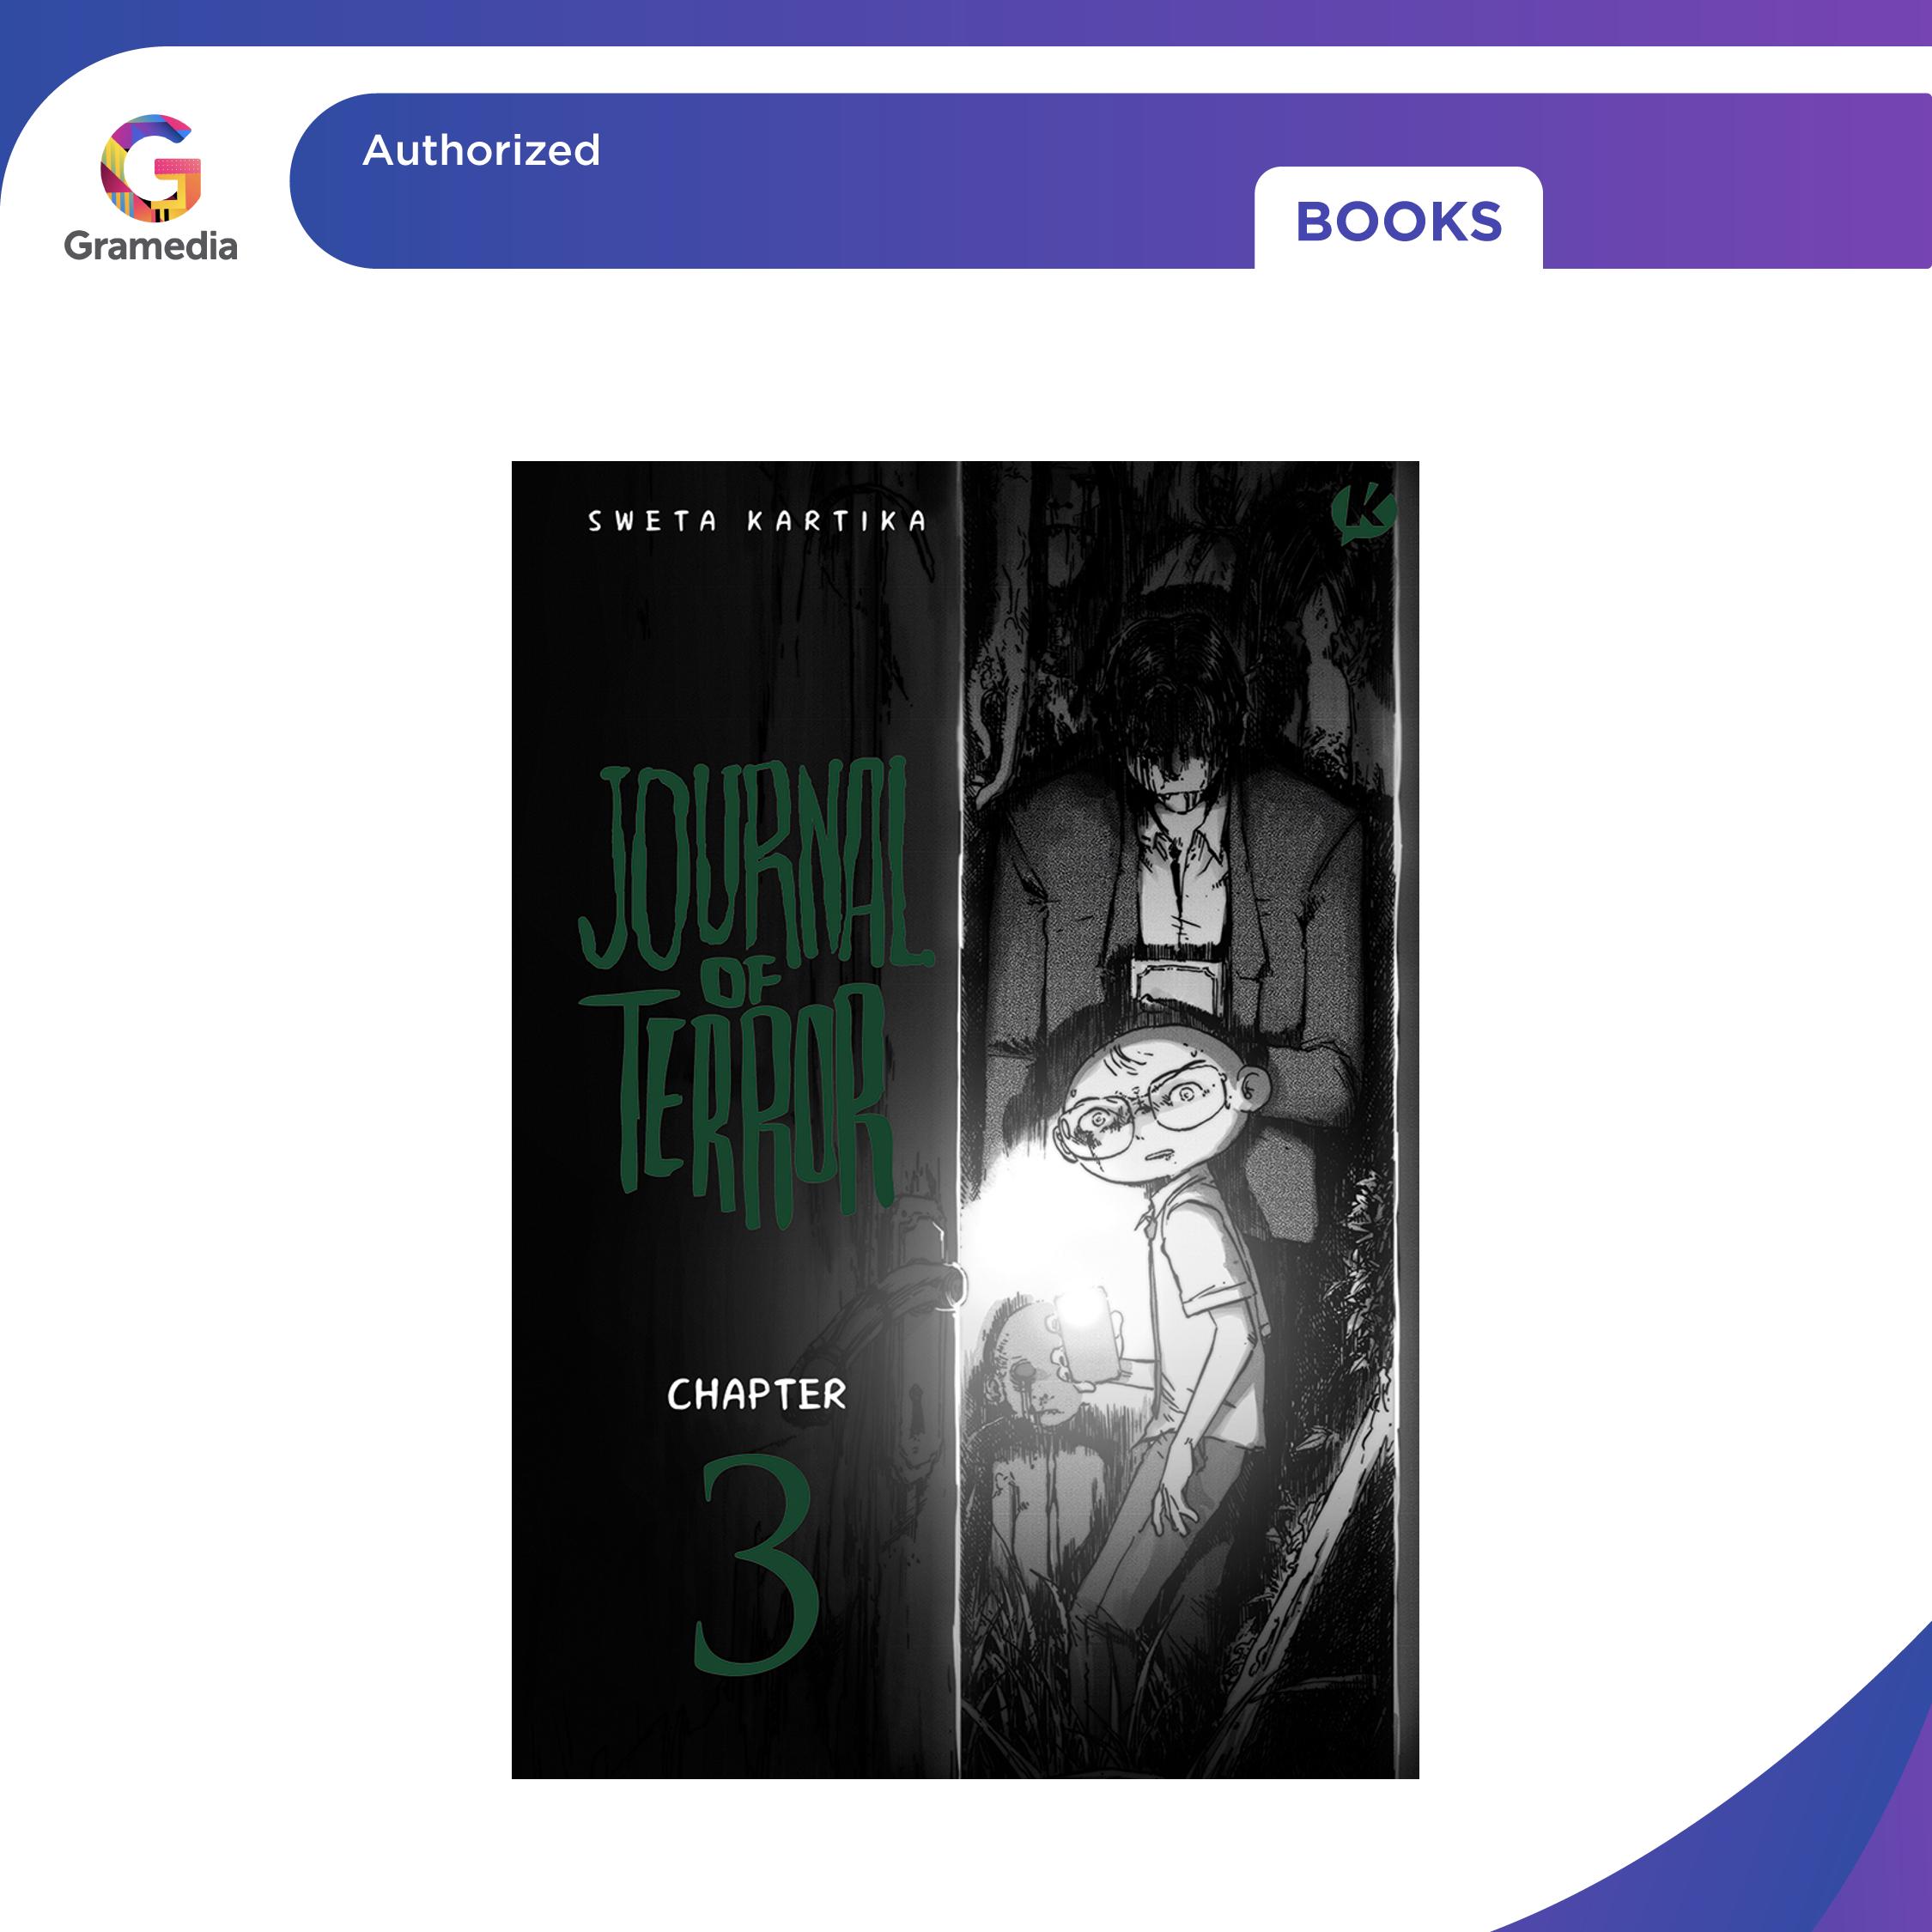 Authorized
BOOKS
Gramedia
SWETA KARTIKA
K
JOURNAL
OF
TERROR
CHAPTER
3